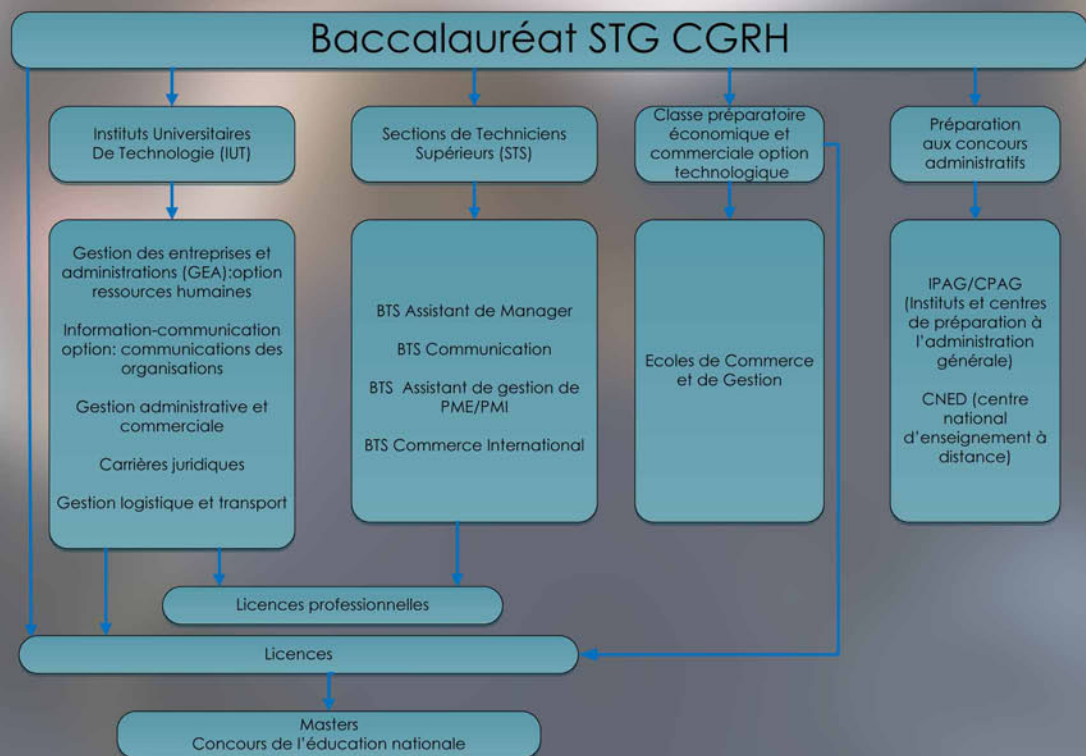 Baccalauréat STG CGRH
Instituts Universitaires
De Technologie (IUT)
Sections de Techniciens
Supérieurs (STS)
Classe préparatoire
économique et
commerciale option
technologique
Préparation
aux concours
administratifs
Gestion des entreprises et
administrations (GEA):option
ressources humaines
Information-communication
option: communications des
organisations
Gestion administrative et
commerciale
Carrières juridiques
Gestion logistique et transport
BTS Assistant de Manager
BTS Communication
BTS Assistant de gestion de
PME/PMI
BTS Commerce International
Ecoles de Commerce
et de Gestion
IPAG/CPAG
(Instituts et centres
de préparation à
l’administration
générale)
CNED (centre
national
d’enseignement à
distance)
Licences professionnelles
Licences
Masters
Concours de l’éducation nationale